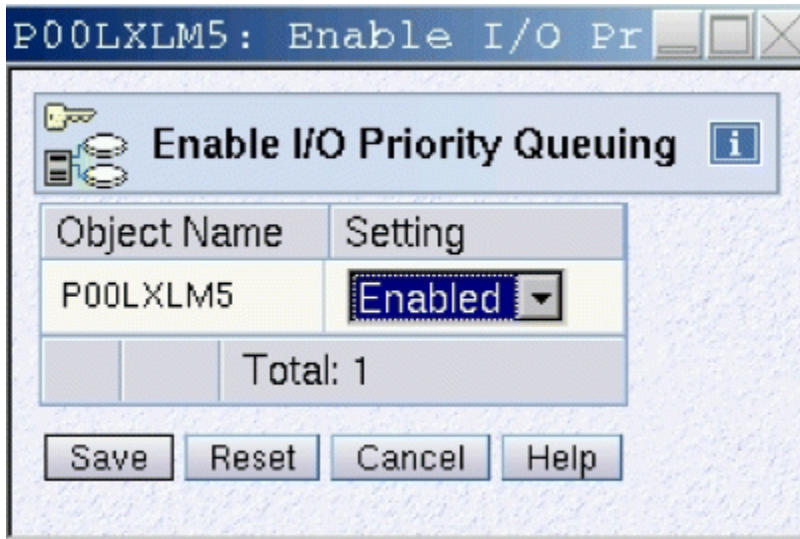 P00LXLM5: Enable I/O Pr
Enable I/O Priority Queuing i
Object Name Setting
P00LXLM5 Enabled
Total: 1
Save Reset Cancel Help